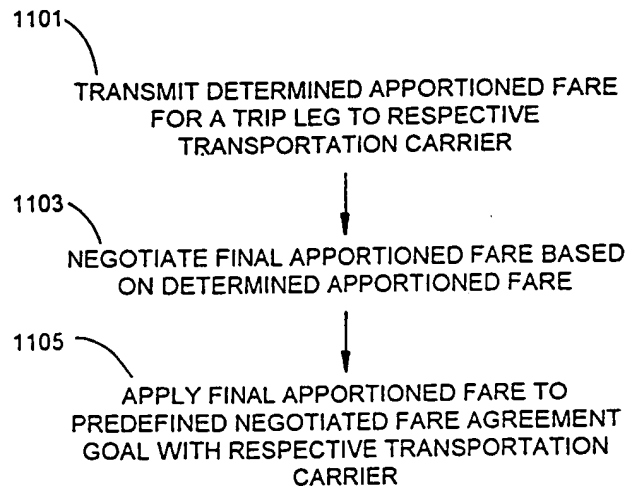 1101
TRANSMIT DETERMINED APPORTIONED FARE
FOR A TRIP LEG TO RESPECTIVE
TRANSPORTATION CARRIER
1103
NEGOTIATE FINAL APPORTIONED FARE BASED
ON DETERMINED APPORTIONED FARE
1105
APPLY FINAL APPORTIONED FARE TO
PREDEFINED NEGOTIATED FARE AGREEMENT
GOAL WITH RESPECTIVE TRANSPORTATION
CARRIER